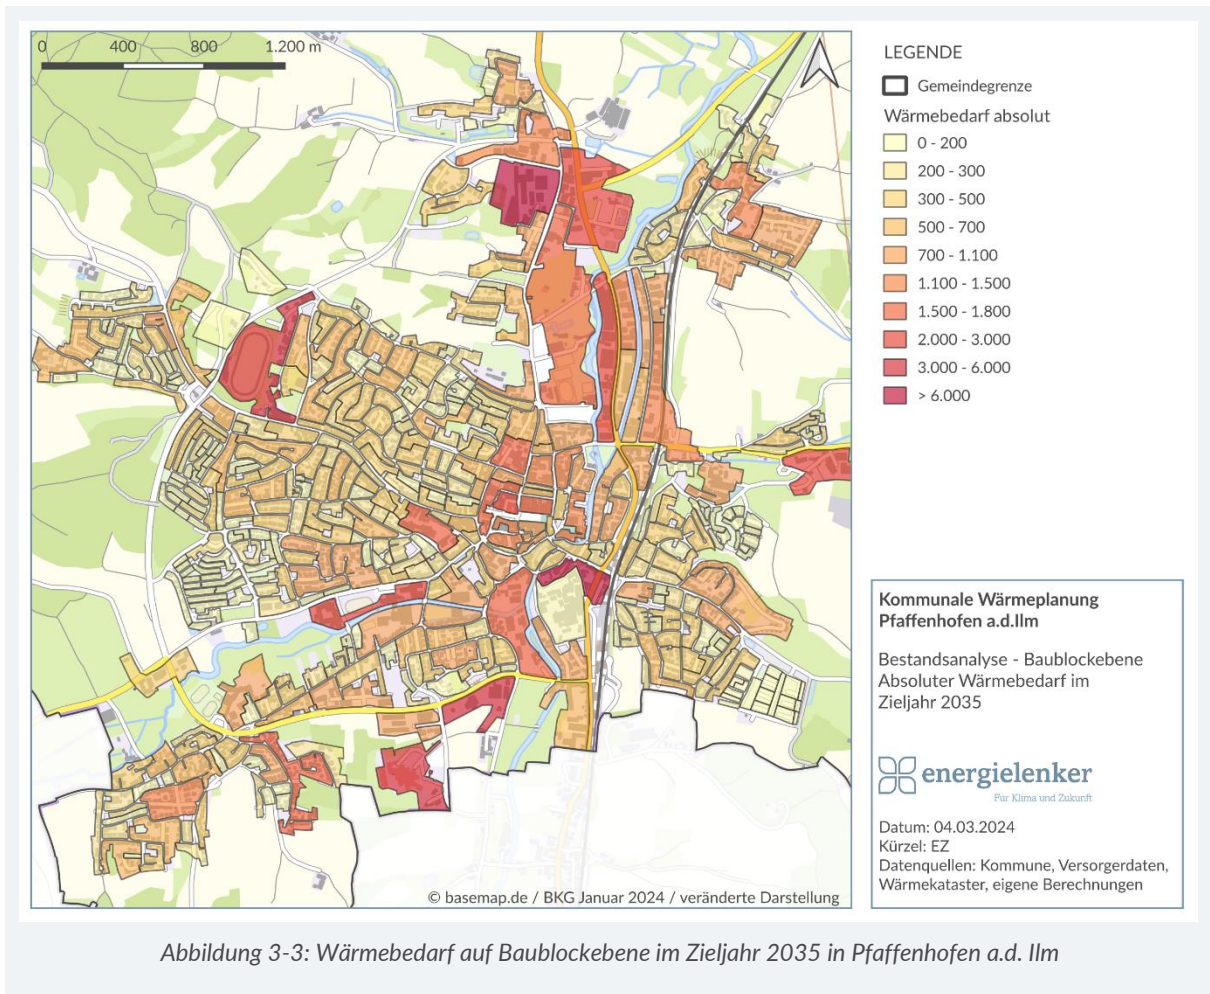 0 400 800 1.200 m
LEGENDE
Gemeindegrenze
Wärmebedarf absolut
0 - 200
200 - 300
300 - 500
500 - 700
700 - 1.100
1.100 - 1.500
1.500 - 1.800
2.000 - 3.000
3.000 - 6.000
> 6.000
Kommunale Wärmeplanung
Pfaffenhofen a.d.Ilm
Bestandsanalyse - Baublockebene
Absoluter Wärmebedarf im
Zieljahr 2035
energielenker
Für Klima und Zukunft
Datum: 04.03.2024
Kürzel: EZ
Datenquellen: Kommune, Versorgerdaten,
Wärmekataster, eigene Berechnungen
© basemap.de / BKG Januar 2024 / veränderte Darstellung
Abbildung 3-3: Wärmebedarf auf Baublockebene im Zieljahr 2035 in Pfaffenhofen a.d. Ilm